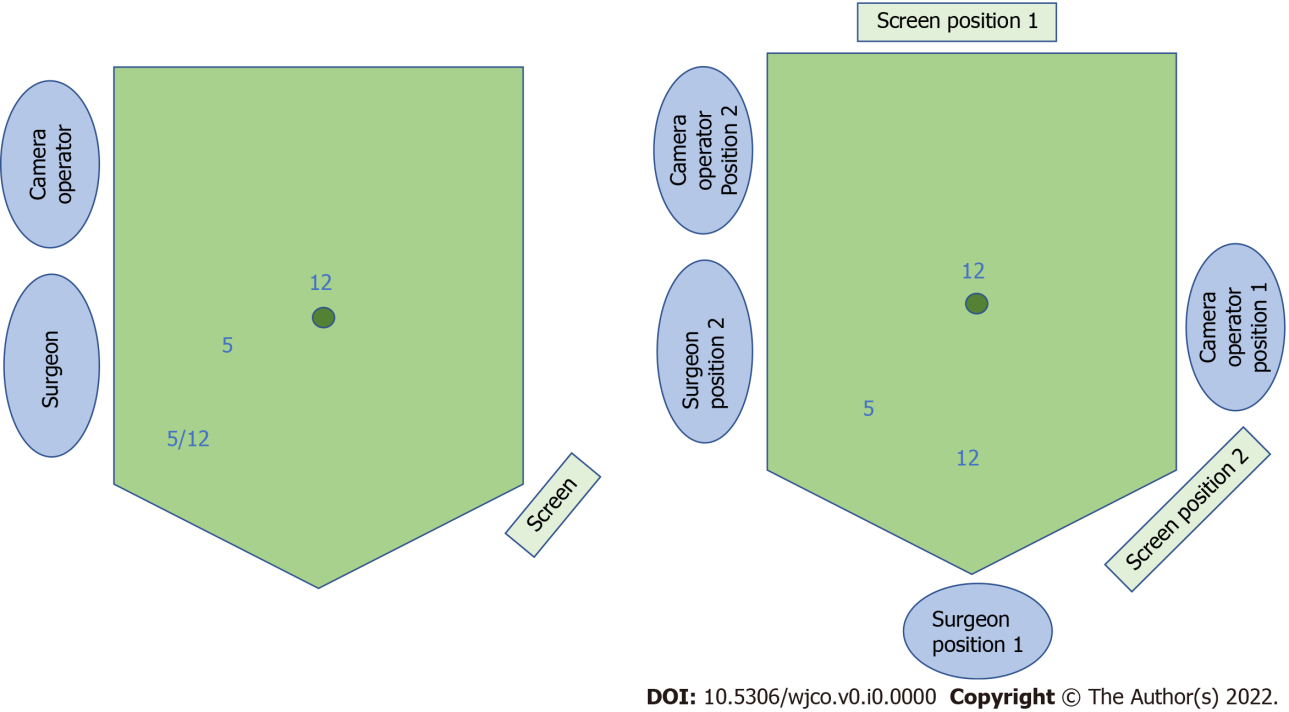 Camera
operator
Surgeon
12
5
5/12
Screen
Screen position 1
Camera
operator
Position 2
Surgeon
position 2
12
5
12
Camera
operator
position 1
Screen position 2
Surgeon
position 1
DOI: 10.5306/wjco.v0.i0.0000 Copyright © The Author(s) 2022.